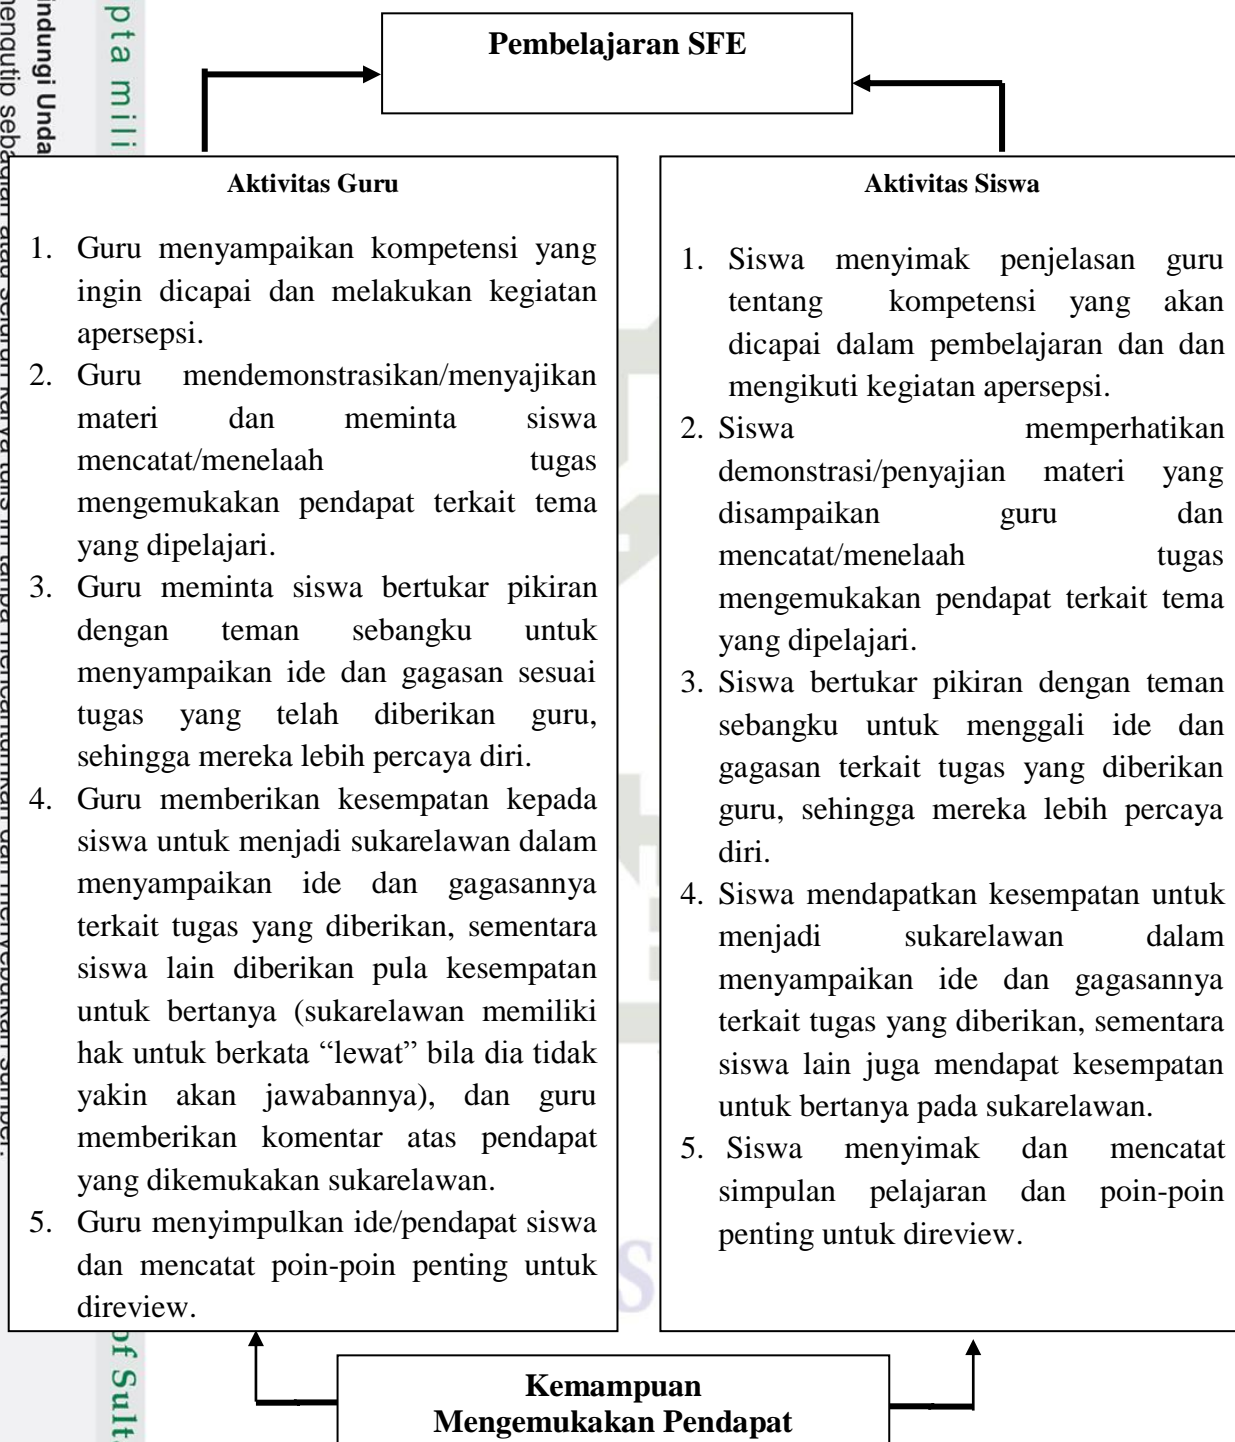 Pembelajaran SFE
Aktivitas Guru
1. Guru menyampaikan kompetensi yang
ingin dicapai dan melakukan kegiatan
apersepsi.
2. Guru mendemonstrasikan/menyajikan
materi dan meminta siswa
mencatat/menelaah tugas
mengemukakan pendapat terkait tema
yang dipelajari.
3. Guru meminta siswa bertukar pikiran
dengan teman sebangku untuk
menyampaikan ide dan gagasan sesuai
tugas yang telah diberikan guru,
sehingga mereka lebih percaya diri.
4. Guru memberikan kesempatan kepada
siswa untuk menjadi sukarelawan dalam
menyampaikan ide dan gagasannya
terkait tugas yang diberikan, sementara
siswa lain diberikan pula kesempatan
untuk bertanya (sukarelawan memiliki
hak untuk berkata “lewat” bila dia tidak
yakin akan jawabannya), dan guru
memberikan komentar atas pendapat
yang dikemukakan sukarelawan.
5. Guru menyimpulkan ide/pendapat siswa
dan mencatat poin-poin penting untuk
direview.
Aktivitas Siswa
1. Siswa menyimak penjelasan guru
tentang kompetensi yang akan
dicapai dalam pembelajaran dan dan
mengikuti kegiatan apersepsi.
2. Siswa memperhatikan
demonstrasi/penyajian materi yang
disampaikan guru dan
mencatat/menelaah tugas
mengemukakan pendapat terkait tema
yang dipelajari.
3. Siswa bertukar pikiran dengan teman
sebangku untuk menggali ide dan
gagasan terkait tugas yang diberikan
guru, sehingga mereka lebih percaya
diri.
4. Siswa mendapatkan kesempatan untuk
menjadi sukarelawan dalam
menyampaikan ide dan gagasannya
terkait tugas yang diberikan, sementara
siswa lain juga mendapat kesempatan
untuk bertanya pada sukarelawan.
5. Siswa menyimak dan mencatat
simpulan pelajaran dan poin-poin
penting untuk direview.
Kemampuan
Mengemukakan Pendapat
pta mili
of Sult
indungi Unda